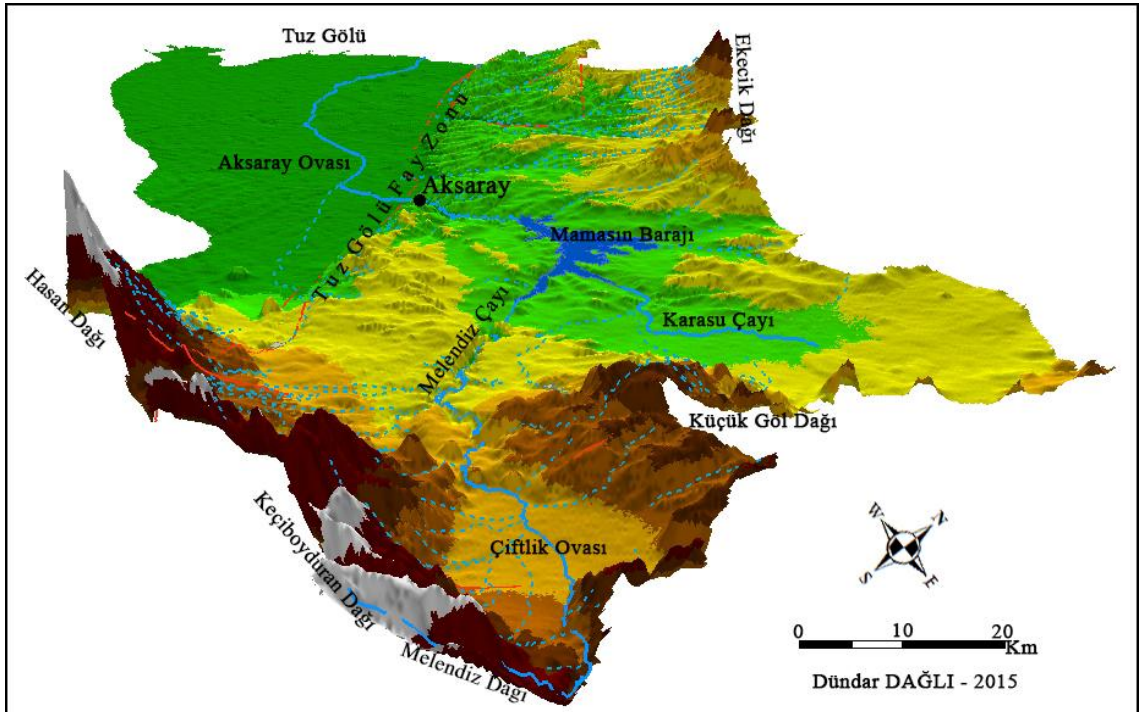 Tuz Gölü
Ekecik Dağı
Tuz Gölü Fay Zonu
Aksaray Ovası
Aksaray
Mamasın Barajı
Hasan Dağı
Melendiz Çayı
Karasu Çayı
Küçük Göl Dağı
Keçiboyduran Dağı
Çiftlik Ovası
Melendiz Dağı
W
N
S
E
0 10 20
Km
Dündar DAĞLI - 2015